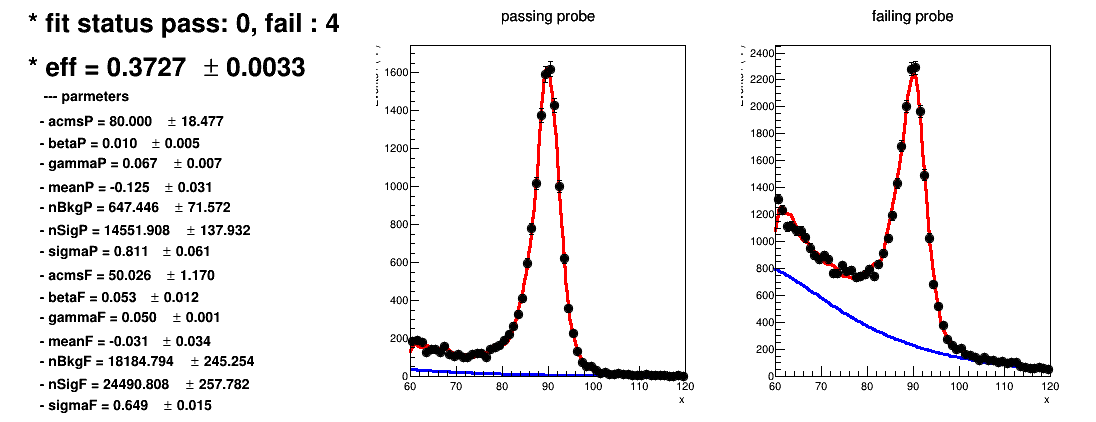 * fit status pass: 0, fail : 4
* eff = 0.3727 ± 0.0033
--- parmeters
- acmsP = 80.000 ± 18.477
- betaP = 0.010 ± 0.005
- gammaP = 0.067 ± 0.007
- meanP = -0.125 ± 0.031
- nBkgP = 647.446 ± 71.572
- nSigP = 14551.908 ± 137.932
- sigmaP = 0.811 ± 0.061
- acmsF = 50.026 ± 1.170
- betaF = 0.053 ± 0.012
- gammaF = 0.050 ± 0.001
- meanF = -0.031 ± 0.034
- nBkgF = 18184.794 ± 245.254
- nSigF = 24490.808 ± 257.782
- sigmaF = 0.649 ± 0.015
passing probe
1600
1400
1200
1000
800
600
400
200
0
60 70 80 90 100 110 120
x
failing probe
2400
2200
2000
1800
1600
1400
1200
1000
800
600
400
200
0
60 70 80 90 100 110 120
x